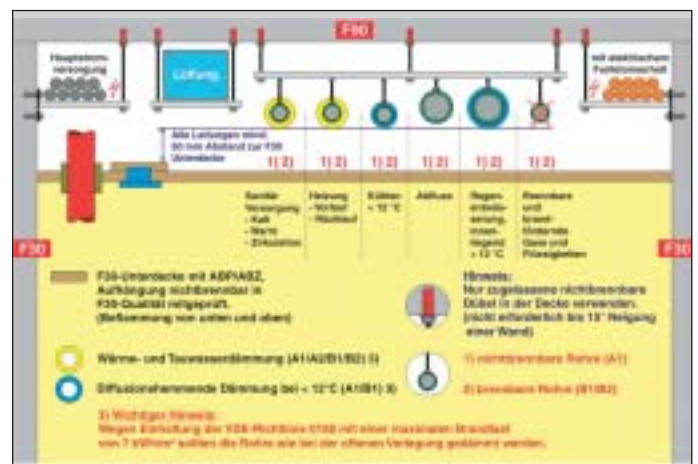 F90
Hauptstrom-
versorgung
Lüftung
mit elektrischem
Funktionserhalt
Alle Leitungen mind.
50 mm Abstand zur F30
Unterdecke
1) 2) 1) 2) 1) 2) 1) 2) 1) 2) 1) 2)
Sanitär
Versorgung
- Kalt
- Warm
- Zirkulation
Heizung
- Vorlauf
- Rücklauf
Kälte
< 12 °C
Abfluss
Regen-
entwäs-
serung,
innen-
liegend
< 12 °C
Brennbare
und
brand-
fördernde
Gase und
Flüssigkeiten
F30
F30
F30-Unterdecke mit ABP/ABZ,
Aufhängung nichtbrennbar in
F30-Qualität mitgeprüft.
(Beflammung von unten und oben)
Hinweis:
Nur zugelassene nichtbrennbare
Dübel in der Decke verwenden.
(nicht erforderlich bis 15° Neigung
einer Wand)
Wärme- und Tauwasserdämmung (A1/A2/B1/B2) 3)
1) nichtbrennbare Rohre (A1)
Diffusionshemmende Dämmung bei < 12°C (A1/B1) 3)
2) brennbare Rohre (B1/B2)
3) Wichtiger Hinweis:
Wegen Einhaltung der VDE-Richtlinie 0108 mit einer maximalen Brandlast
von 7 kWh/m² sollten die Rohre wie bei der offenen Verlegung gedämmt werden.